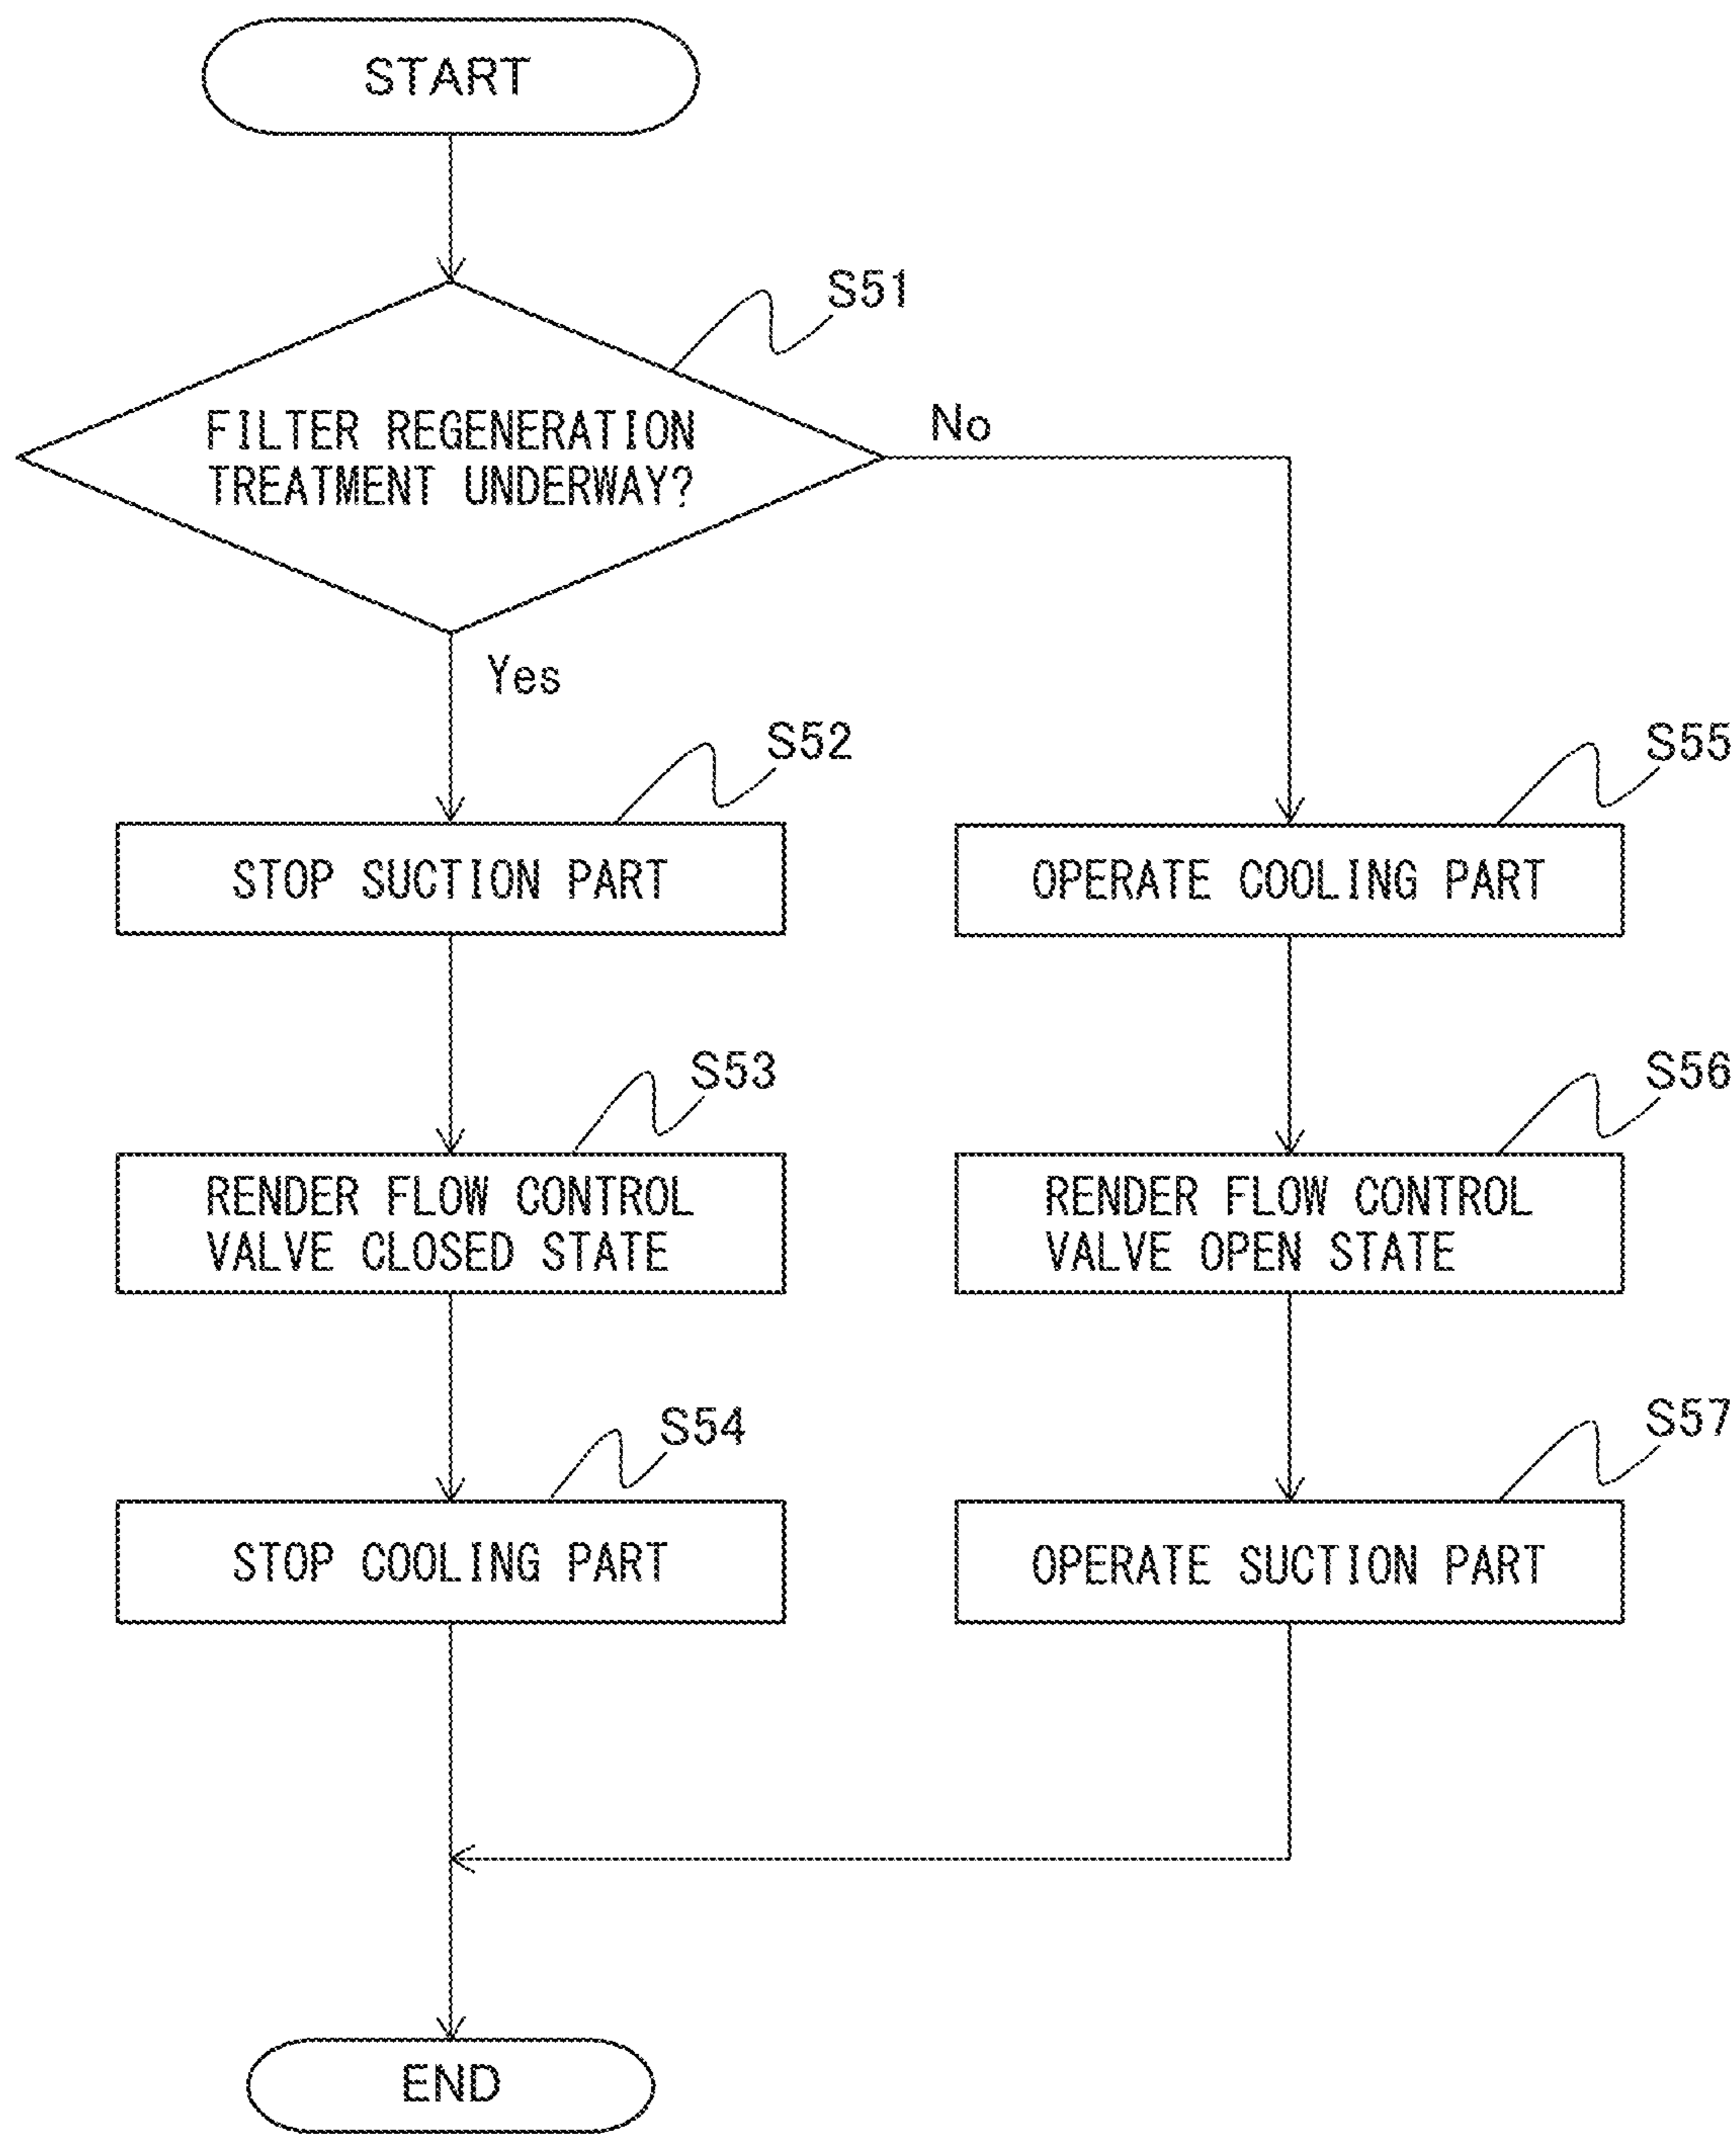 START
S51
FILTER REGENERATION
TREATMENT UNDERWAY?
No
Yes
S52
STOP SUCTION PART
S53
RENDER FLOW CONTROL
VALVE CLOSED STATE
S54
STOP COOLING PART
S55
OPERATE COOLING PART
S56
RENDER FLOW CONTROL
VALVE OPEN STATE
S57
OPERATE SUCTION PART
END